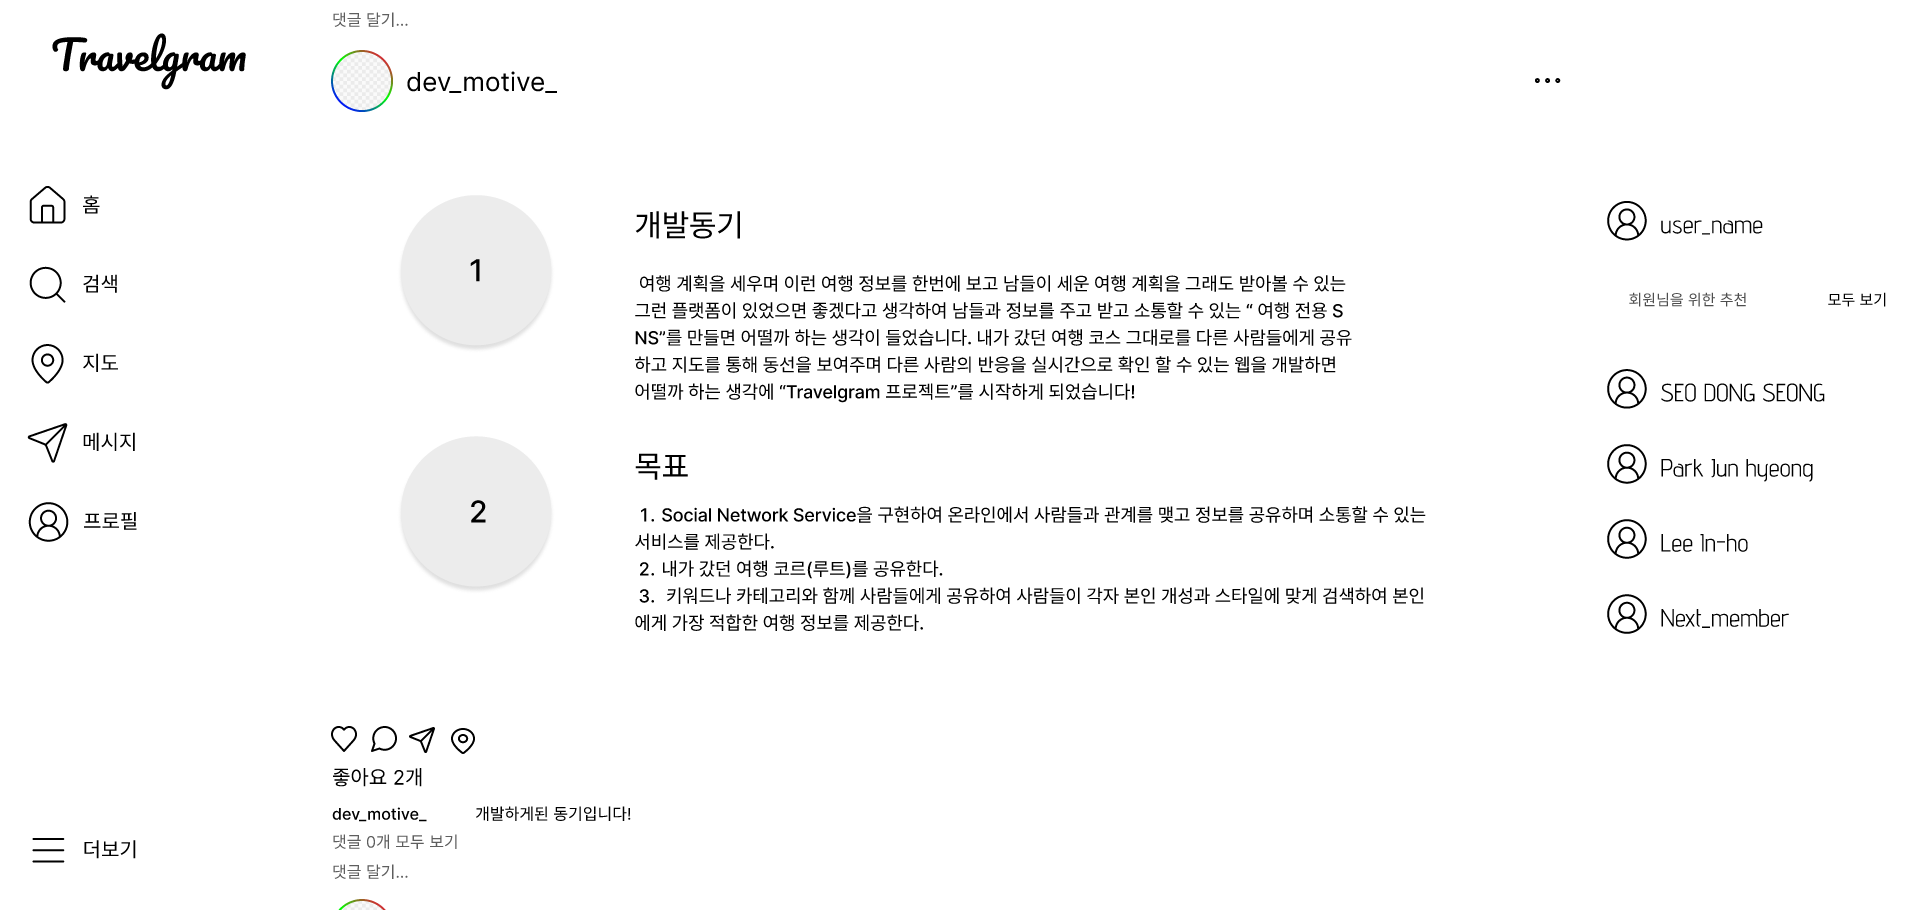 Travelgram
홈
검색
지도
메시지
프로필
더보기
댓글 달기...
dev_motive_
1
개발동기
여행 계획을 세우며 이런 여행 정보를 한번에 보고 남들이 세운 여행 계획을 그래도 받아볼 수 있는
그런 플랫폼이 있었으면 좋겠다고 생각하여 남들과 정보를 주고 받고 소통할 수 있는 “ 여행 전용 S
NS”를 만들면 어떨까 하는 생각이 들었습니다. 내가 갔던 여행 코스 그대로를 다른 사람들에게 공유
하고 지도를 통해 동선을 보여주며 다른 사람의 반응을 실시간으로 확인 할 수 있는 웹을 개발하면
어떨까 하는 생각에 “Travelgram 프로젝트”를 시작하게 되었습니다!
2
목표
1. Social Network Service을 구현하여 온라인에서 사람들과 관계를 맺고 정보를 공유하며 소통할 수 있는
서비스를 제공한다.
2. 내가 갔던 여행 코르(루트)를 공유한다.
3. 키워드나 카테고리와 함께 사람들에게 공유하여 사람들이 각자 본인 개성과 스타일에 맞게 검색하여 본인
에게 가장 적합한 여행 정보를 제공한다.
좋아요 2개
dev_motive_ 개발하게된 동기입니다!
댓글 0개 모두 보기
댓글 달기...
user_name
회원님을 위한 추천 모두 보기
SEO DONG SEONG
Park Jun hyeong
Lee In-ho
Next_member